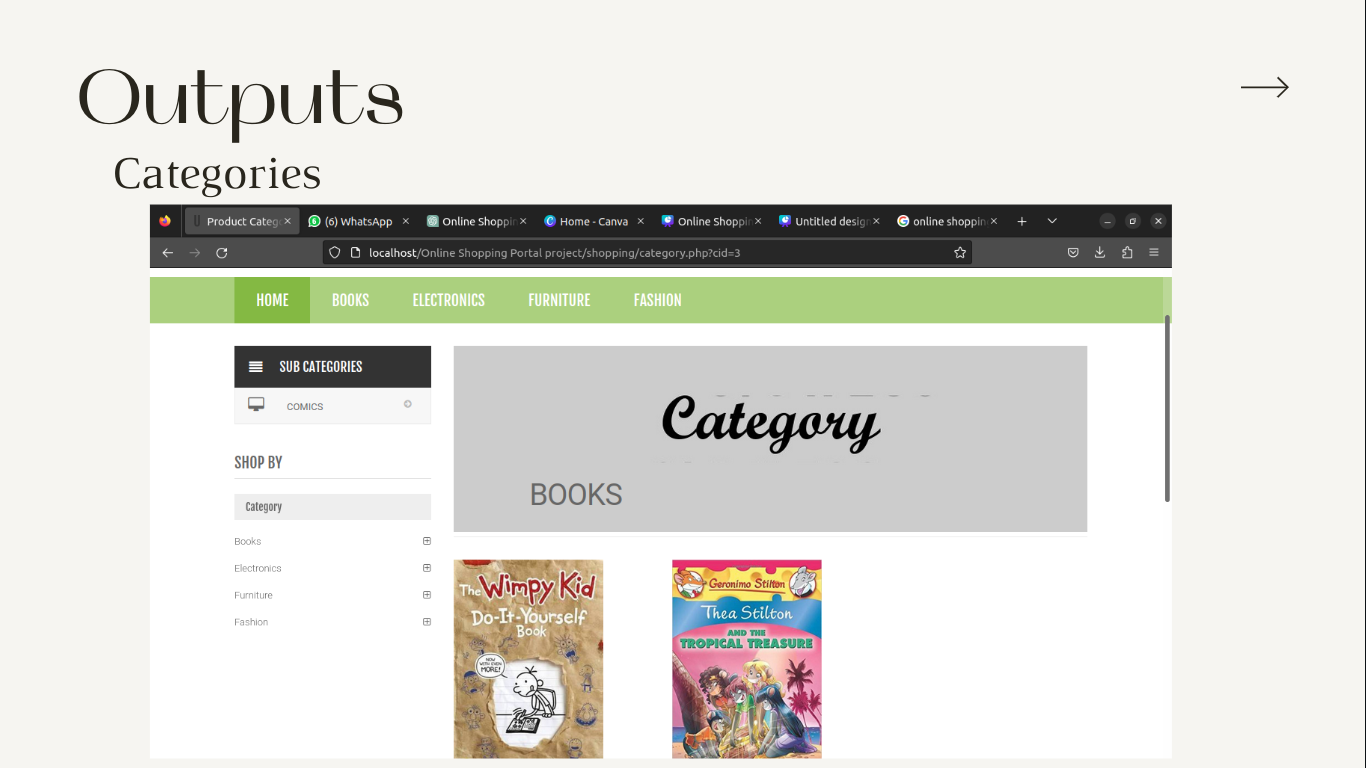 Outputs
Categories
Product Categ
(6) WhatsApp
Online Shoppin
Home - Canva
Online Shoppin
Untitled design
online shoppin
localhost/Online Shopping Portal project/shopping/category.php?cid=3
HOME
BOOKS
ELECTRONICS
FURNITURE
FASHION
SUB CATEGORIES
COMICS
SHOP BY
Category
Books
Electronics
Furniture
Fashion
Category
BOOKS
The Wimpy Kid
Do-It-Yourself
Book
NOW
WITH EVEN
MORE!
Geronimo Stilton
Thea Stilton
AND THE
TROPICAL TREASURE